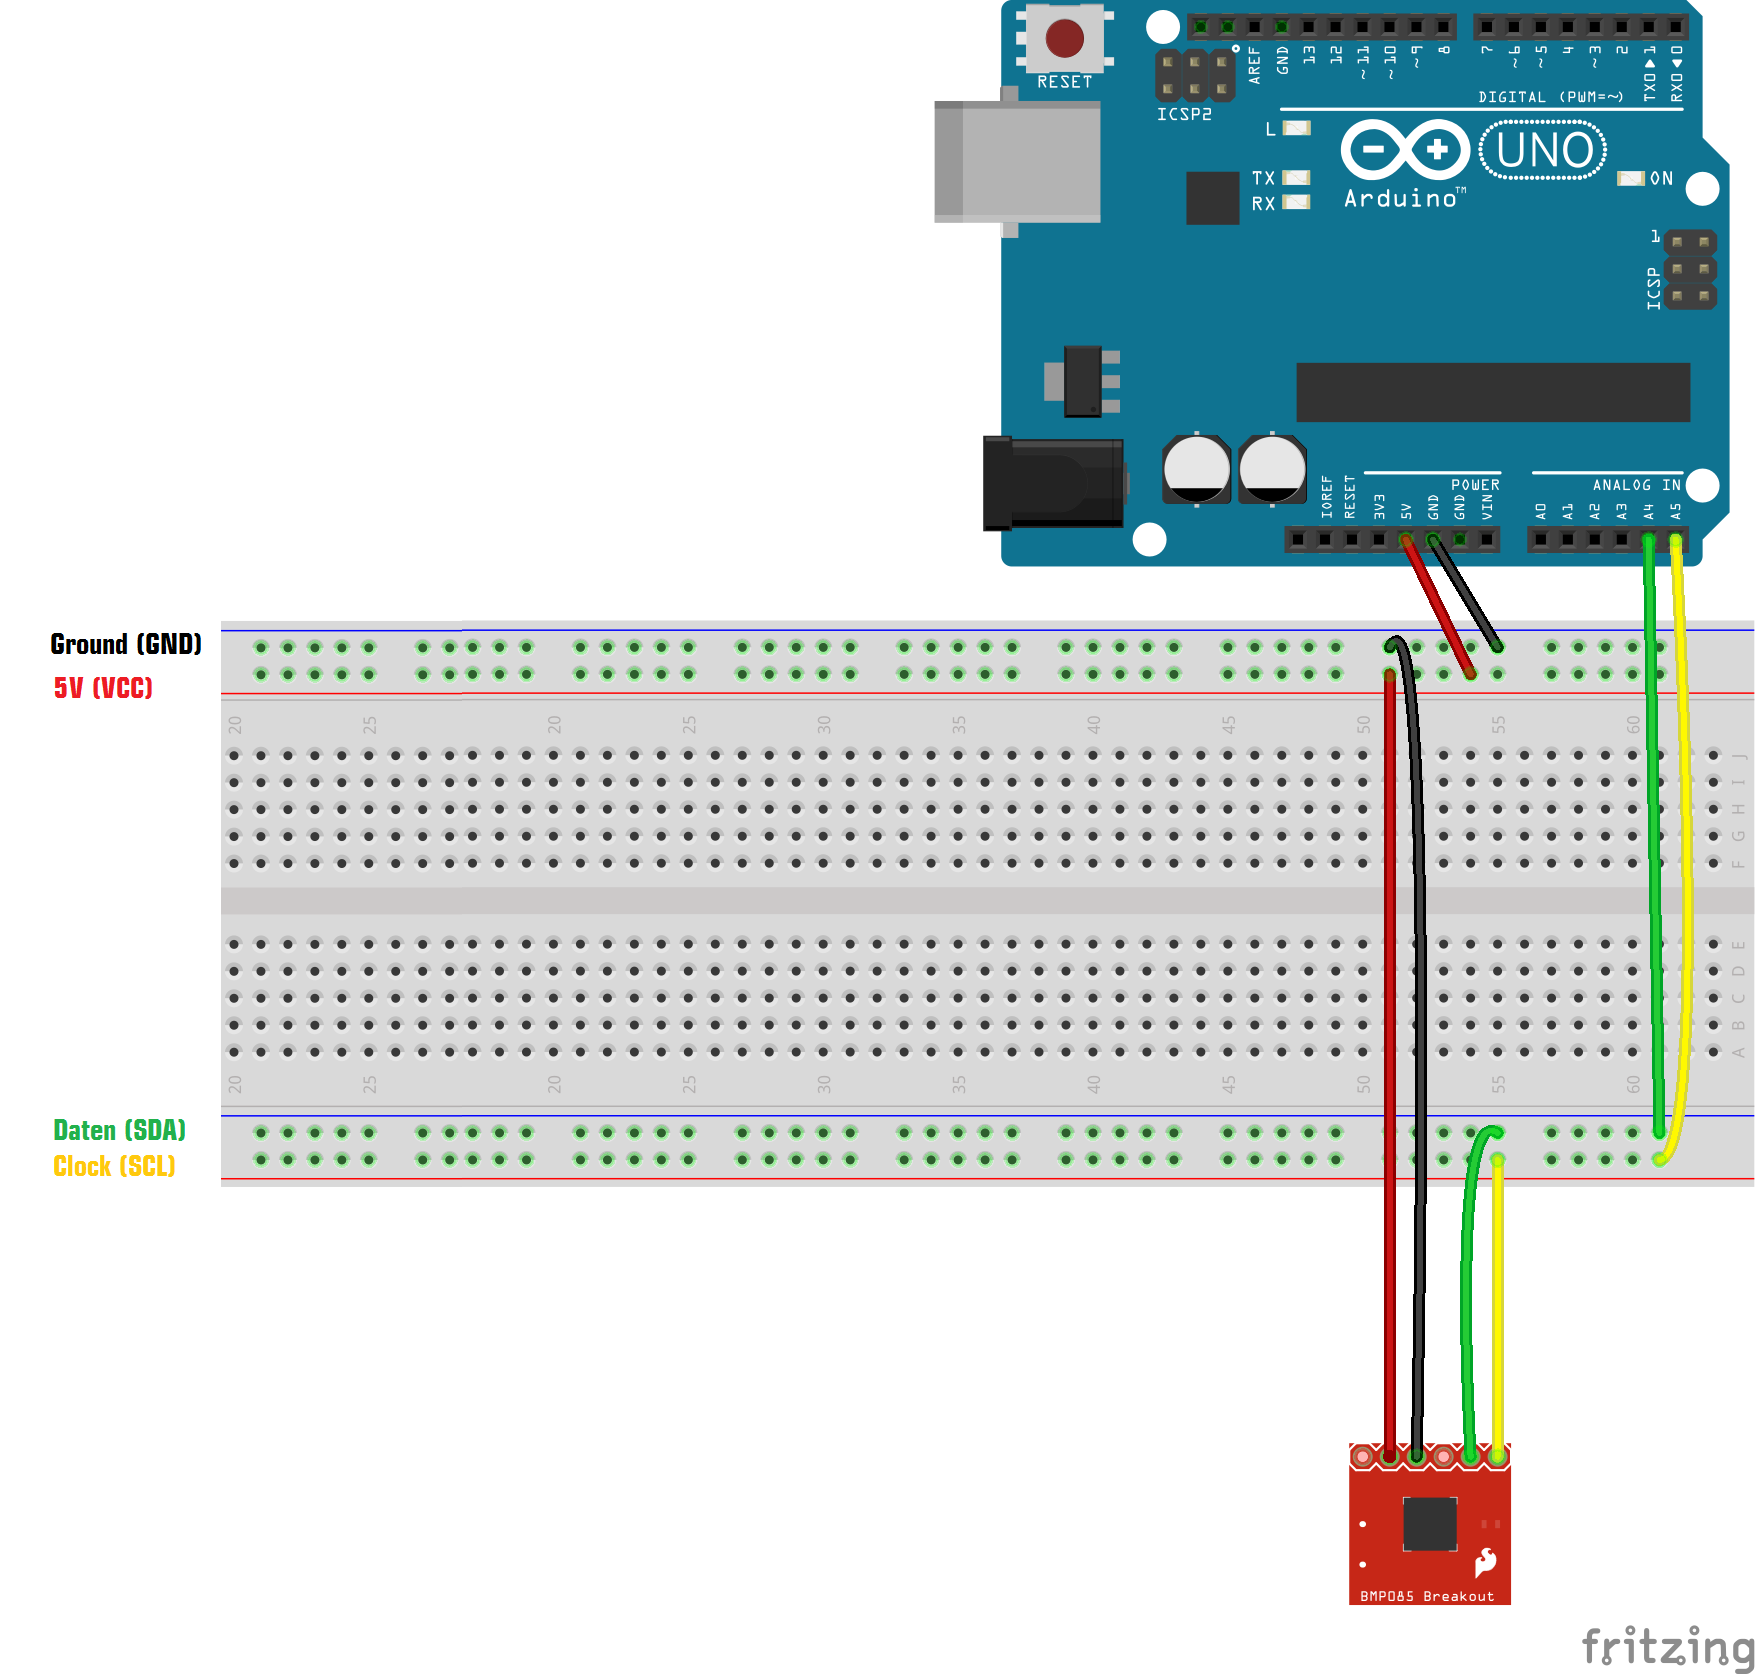 RESET
ICSP2
AREF
GND
13
12
~11
~10
~9
8
7
~6
~5
4
~3
2
TX0▶1
RX0◀0
DIGITAL (PWM=~)
L
TX
RX
UNO
Arduino™
ON
1
ICSP
POWER
ANALOG IN
IOREF
RESET
3V3
5V
GND
GND
VIN
A0
A1
A2
A3
A4
A5
Ground (GND)
5V (VCC)
20 25 20 25 30 35 40 45 50 55 60
J
I
H
G
F
E
D
C
B
A
20 25 20 25 30 35 40 45 50 55 60
Daten (SDA)
Clock (SCL)
BMP085 Breakout
fritzing